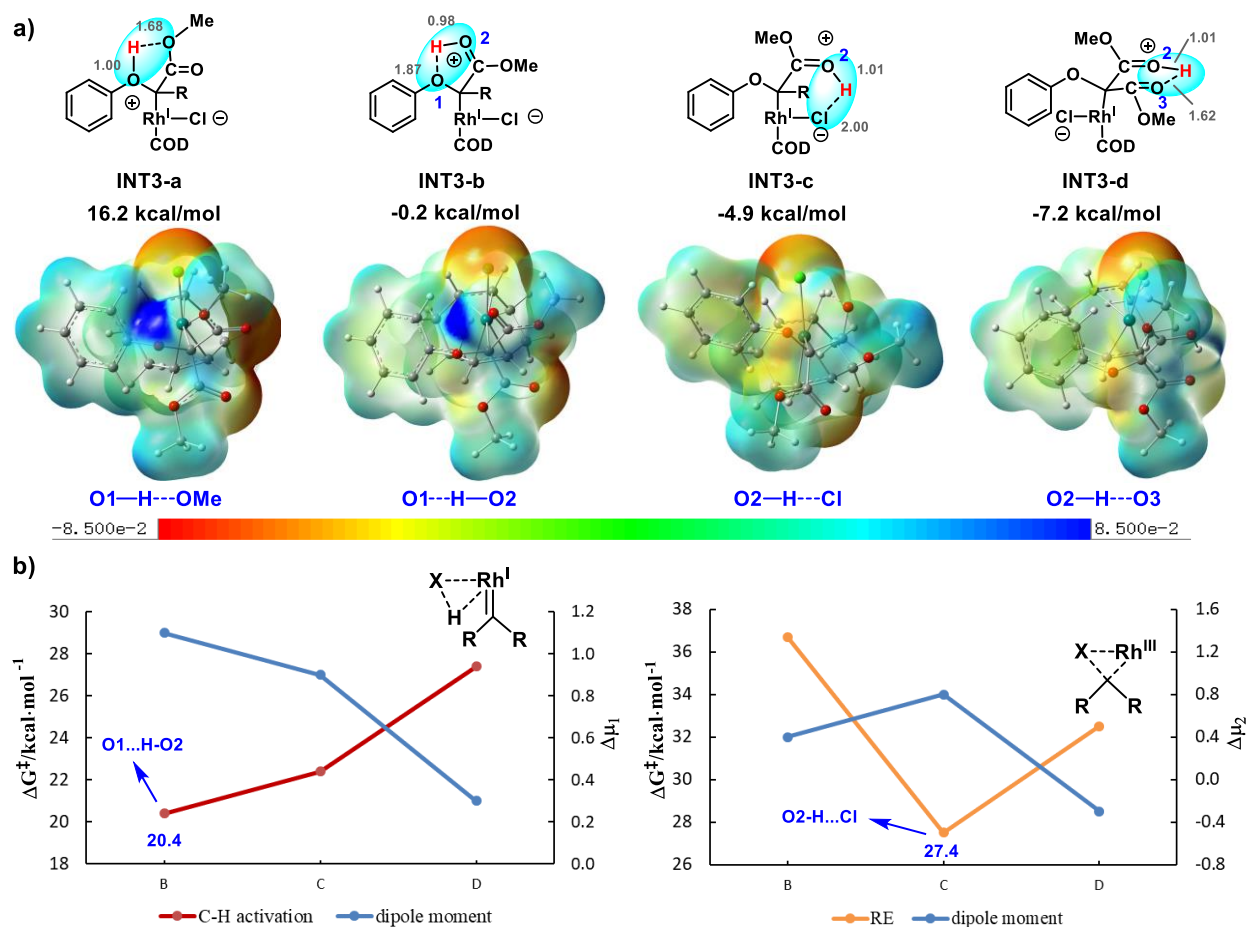 a)
1.68 Me
H O
1.00 C O
O R
⊕
Rhᴵ Cl ⊖
COD
INT3-a
16.2 kcal/mol
0.98
H O 2
⊕
1.87 C OMe
O R
1
Rhᴵ Cl ⊖
COD
INT3-b
-0.2 kcal/mol
MeO ⊕
C O 2
O 1.01
R H
Rhᴵ Cl
⊖ 2.00
COD
INT3-c
-4.9 kcal/mol
MeO ⊕ 1.01
C O 2
O H
C O
3
Cl Rhᴵ OMe 1.62
⊖
COD
INT3-d
-7.2 kcal/mol
O1—H---OMe
O1---H—O2
O2—H---Cl
O2—H---O3
-8.500e-2 8.500e-2
b)
X Rhᴵ
H
R R
ΔG‡/kcal·mol⁻¹
30
28
26
24
22
20
18
O1...H-O2
20.4
1.2
1.0
0.8
0.6
0.4
0.2
0.0
Δμ₁
B C D
C-H activation dipole moment
X Rhᴵᴵᴵ
R R
ΔG‡/kcal·mol⁻¹
38
36
34
32
30
28
26
O2-H...Cl
27.4
1.6
1.2
0.8
0.4
0.0
-0.4
-0.8
Δμ₂
B C D
RE dipole moment